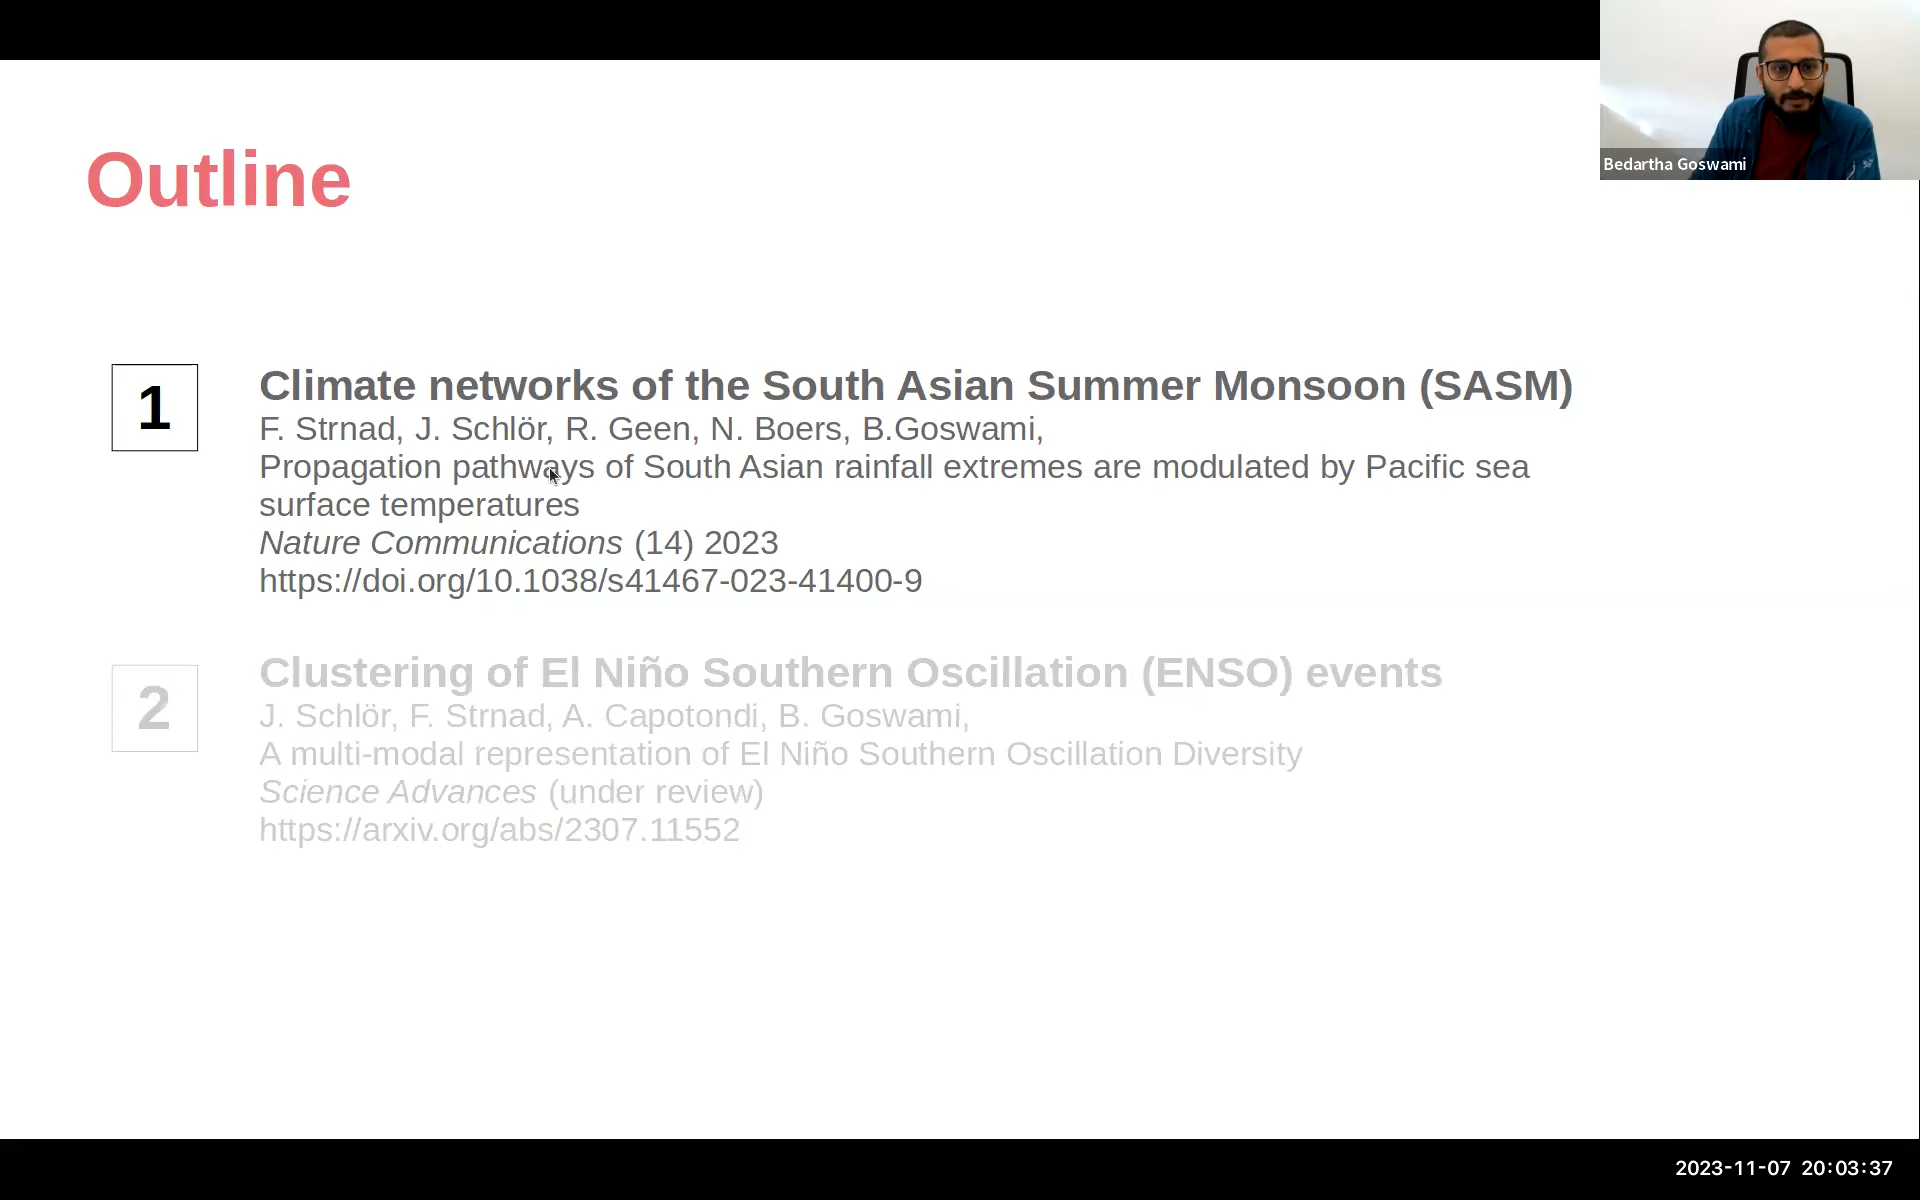 Bedartha Goswami
Outline
1
Climate networks of the South Asian Summer Monsoon (SASM)
F. Strnad, J. Schlör, R. Geen, N. Boers, B.Goswami,
Propagation pathways of South Asian rainfall extremes are modulated by Pacific sea
surface temperatures
Nature Communications (14) 2023
https://doi.org/10.1038/s41467-023-41400-9
2
Clustering of El Niño Southern Oscillation (ENSO) events
J. Schlör, F. Strnad, A. Capotondi, B. Goswami,
A multi-modal representation of El Niño Southern Oscillation Diversity
Science Advances (under review)
https://arxiv.org/abs/2307.11552
2023-11-07 20:03:37